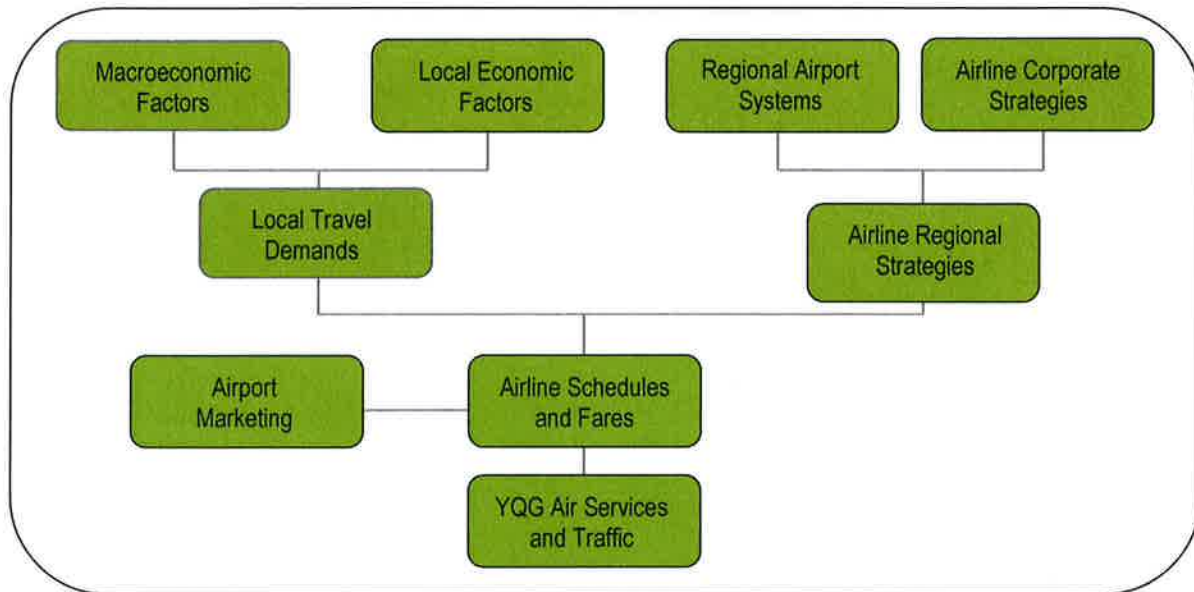 Macroeconomic
Factors
Local Economic
Factors
Regional Airport
Systems
Airline Corporate
Strategies
Local Travel
Demands
Airline Regional
Strategies
Airport
Marketing
Airline Schedules
and Fares
YQG Air Services
and Traffic